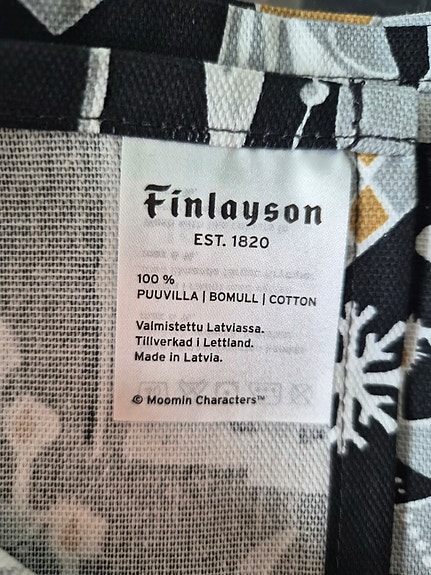 Finlayson
EST. 1820
100 %
PUUVILLA | BOMULL | COTTON
Valmistettu Latviassa.
Tillverkad i Lettland.
Made in Latvia.
© Moomin Characters™